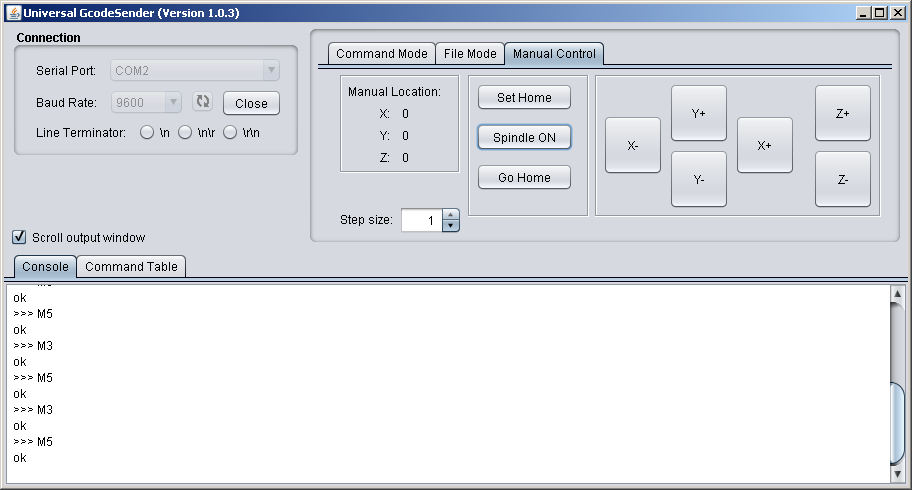 Universal GcodeSender (Version 1.0.3)
Connection
Serial Port: COM2
Baud Rate: 9600 Close
Line Terminator: \n \n\r \r\n
Scroll output window
Command Mode File Mode Manual Control
Manual Location:
X: 0
Y: 0
Z: 0
Step size: 1
Set Home
Spindle ON
Go Home
X- Y+ Y- X+ Z+ Z-
Console Command Table
ok
>>> M5
ok
>>> M3
ok
>>> M5
ok
>>> M3
ok
>>> M5
ok